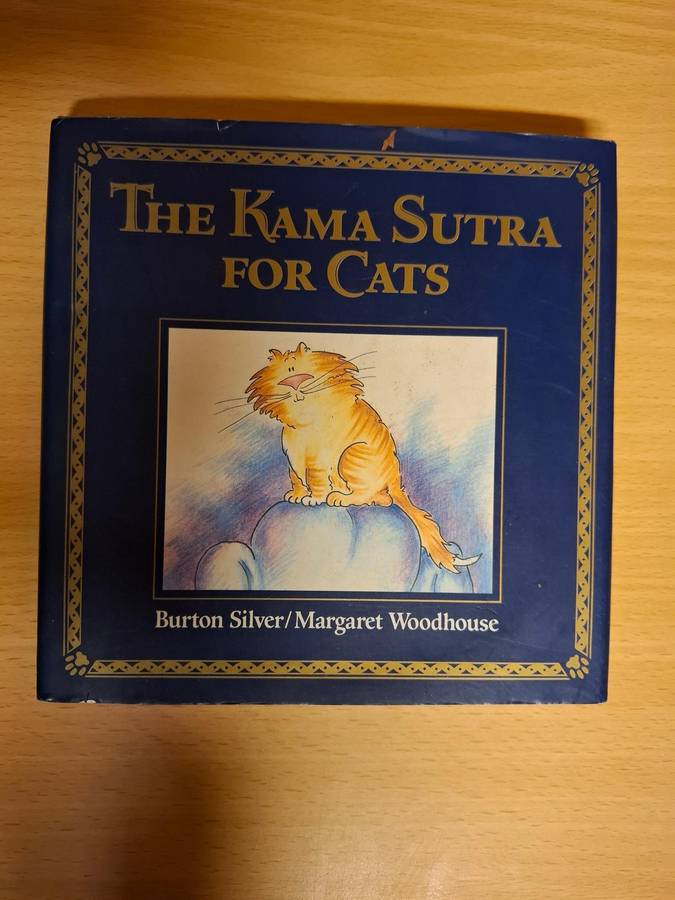 The Kama Sutra
for Cats
Burton Silver/Margaret Woodhouse